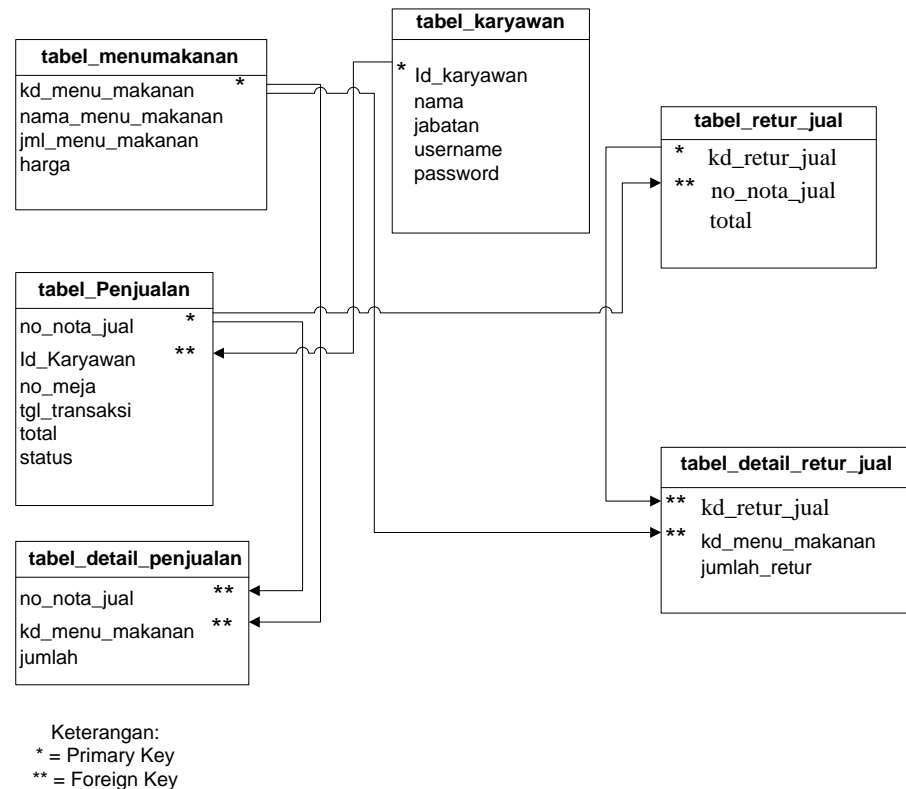 tabel_menumakanan
kd_menu_makanan *
nama_menu_makanan
jml_menu_makanan
harga
tabel_karyawan
* Id_karyawan
nama
jabatan
username
password
tabel_retur_jual
* kd_retur_jual
** no_nota_jual
total
tabel_Penjualan
no_nota_jual *
Id_Karyawan **
no_meja
tgl_transaksi
total
status
tabel_detail_retur_jual
** kd_retur_jual
** kd_menu_makanan
jumlah_retur
tabel_detail_penjualan
no_nota_jual **
kd_menu_makanan **
jumlah
Keterangan:
* = Primary Key
** = Foreign Key